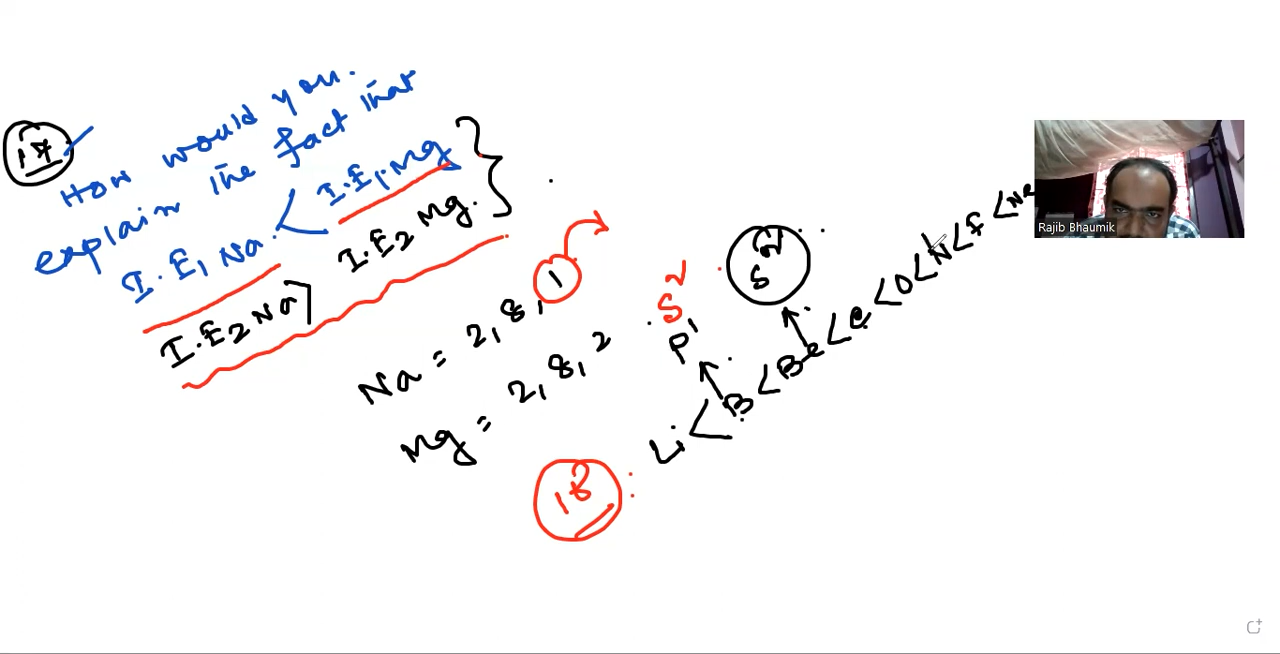 17
How would you
explain the fact that
I.E1 Na < I.E1 Mg
I.E2 Na > I.E2 Mg.
Na = 2, 8, 1
Mg = 2, 8, 2
S2
P1
S2
18 : Li < B < Be < C < O < N < F < Ne
Rajib Bhaumik